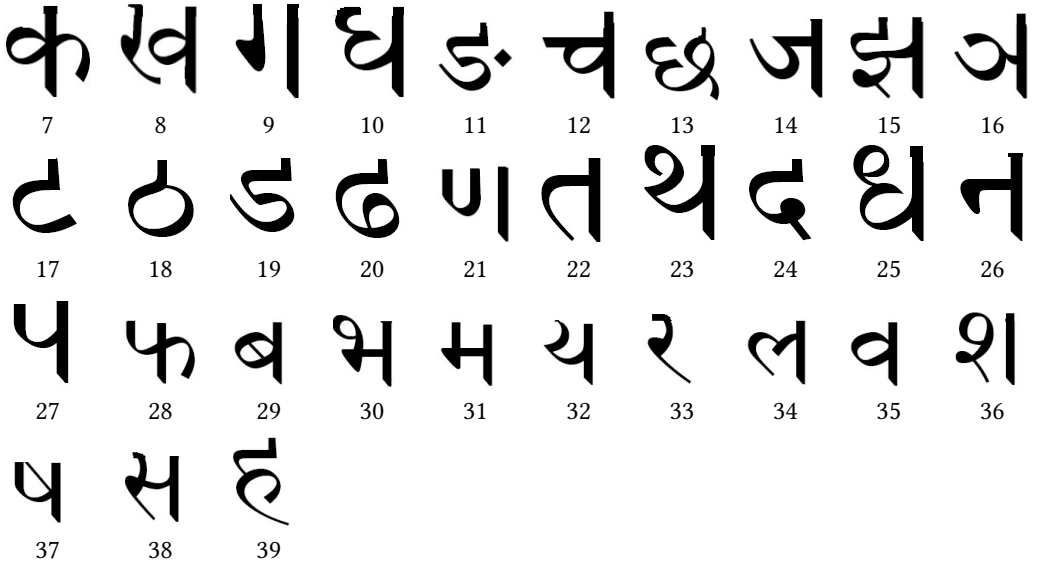 क ख ग घ ङ च छ ज झ ञ
7 8 9 10 11 12 13 14 15 16
ट ठ ड ढ ण त थ द ध न
17 18 19 20 21 22 23 24 25 26
प फ ब भ म य र ल व श
27 28 29 30 31 32 33 34 35 36
ष स ह
37 38 39